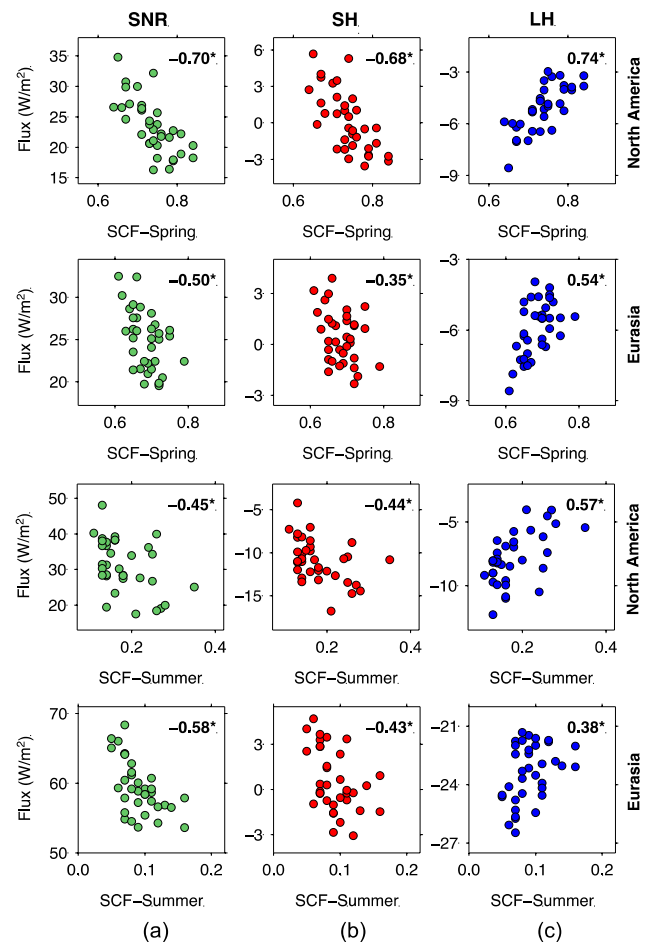 SNR SH LH
−0.70* −0.68* 0.74*
Flux (W/m²)
35
30
25
20
15
6
3
0
−3
−3
−6
−9
North America
0.6 0.8 0.6 0.8 0.6 0.8
SCF−Spring SCF−Spring SCF−Spring
−0.50* −0.35* 0.54*
Flux (W/m²)
30
25
20
3
0
−3
−3
−6
−9
Eurasia
0.6 0.8 0.6 0.8 0.6 0.8
SCF−Spring SCF−Spring SCF−Spring
−0.45* −0.44* 0.57*
Flux (W/m²)
50
40
30
20
−5
−10
−15
−5
−10
North America
0.2 0.4 0.2 0.4 0.2 0.4
SCF−Summer SCF−Summer SCF−Summer
−0.58* −0.43* 0.38*
Flux (W/m²)
70
60
50
3
0
−3
−21
−24
−27
Eurasia
0.0 0.1 0.2 0.0 0.1 0.2 0.0 0.1 0.2
SCF−Summer SCF−Summer SCF−Summer
(a) (b) (c)